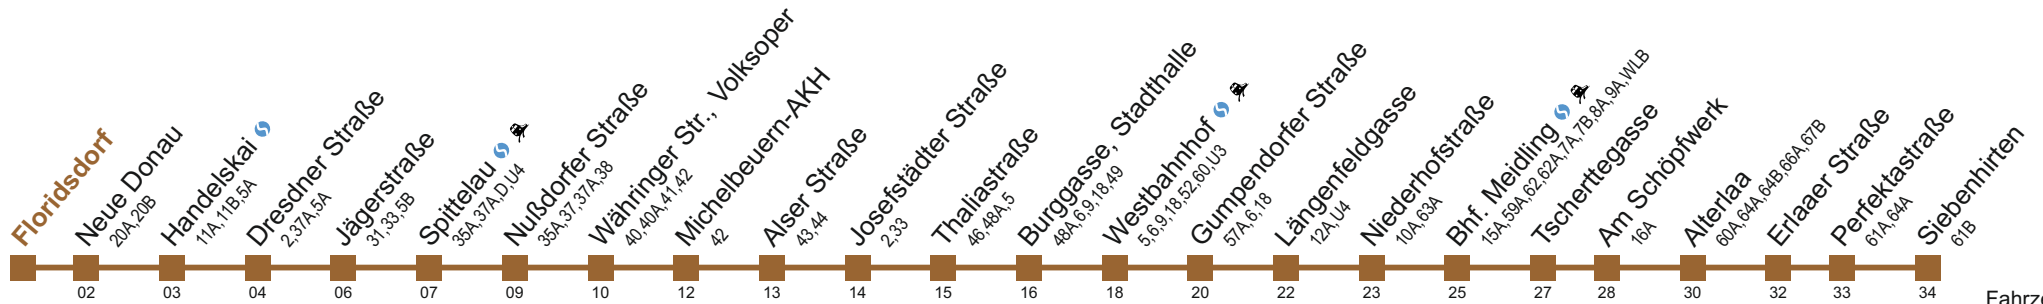 Floridsdorf
Neue Donau
20A,20B
Handelskai
11A,11B,5A
Dresdner Straße
2,37A,5A
Jägerstraße
31,33,5B
Spittelau
35A,37A,D,U4
Nußdorfer Straße
35A,37,37A,38
Währinger Str., Volksoper
40,40A,41,42
Michelbeuern-AKH
42
Alser Straße
43,44
Josefstädter Straße
2,33
Thaliastraße
46,48A,5
Burggasse, Stadthalle
48A,6,9,18,49
Westbahnhof
5,6,9,18,52,60,U3
Gumpendorfer Straße
57A,6,18
Längenfeldgasse
12A,U4
Niederhofstraße
10A,63A
Bhf. Meidling
15A,59A,62,62A,7A,7B,8A,9A,WLB
Tscherttegasse
Am Schöpfwerk
16A
Alterlaa
60A,64A,64B,66A,67B
Erlaaer Straße
Perfektastraße
61A,64A
Siebenhirten
61B
02 03 04 06 07 09 10 12 13 14 15 16 18 20 22 23 25 27 28 30 32 33 34
Fahrz